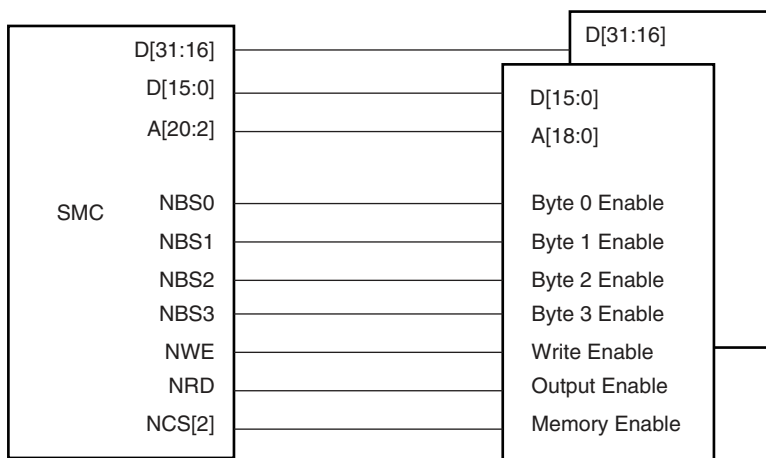 D[31:16] D[31:16]
D[15:0] D[15:0]
A[20:2] A[18:0]
SMC
NBS0 Byte 0 Enable
NBS1 Byte 1 Enable
NBS2 Byte 2 Enable
NBS3 Byte 3 Enable
NWE Write Enable
NRD Output Enable
NCS[2] Memory Enable